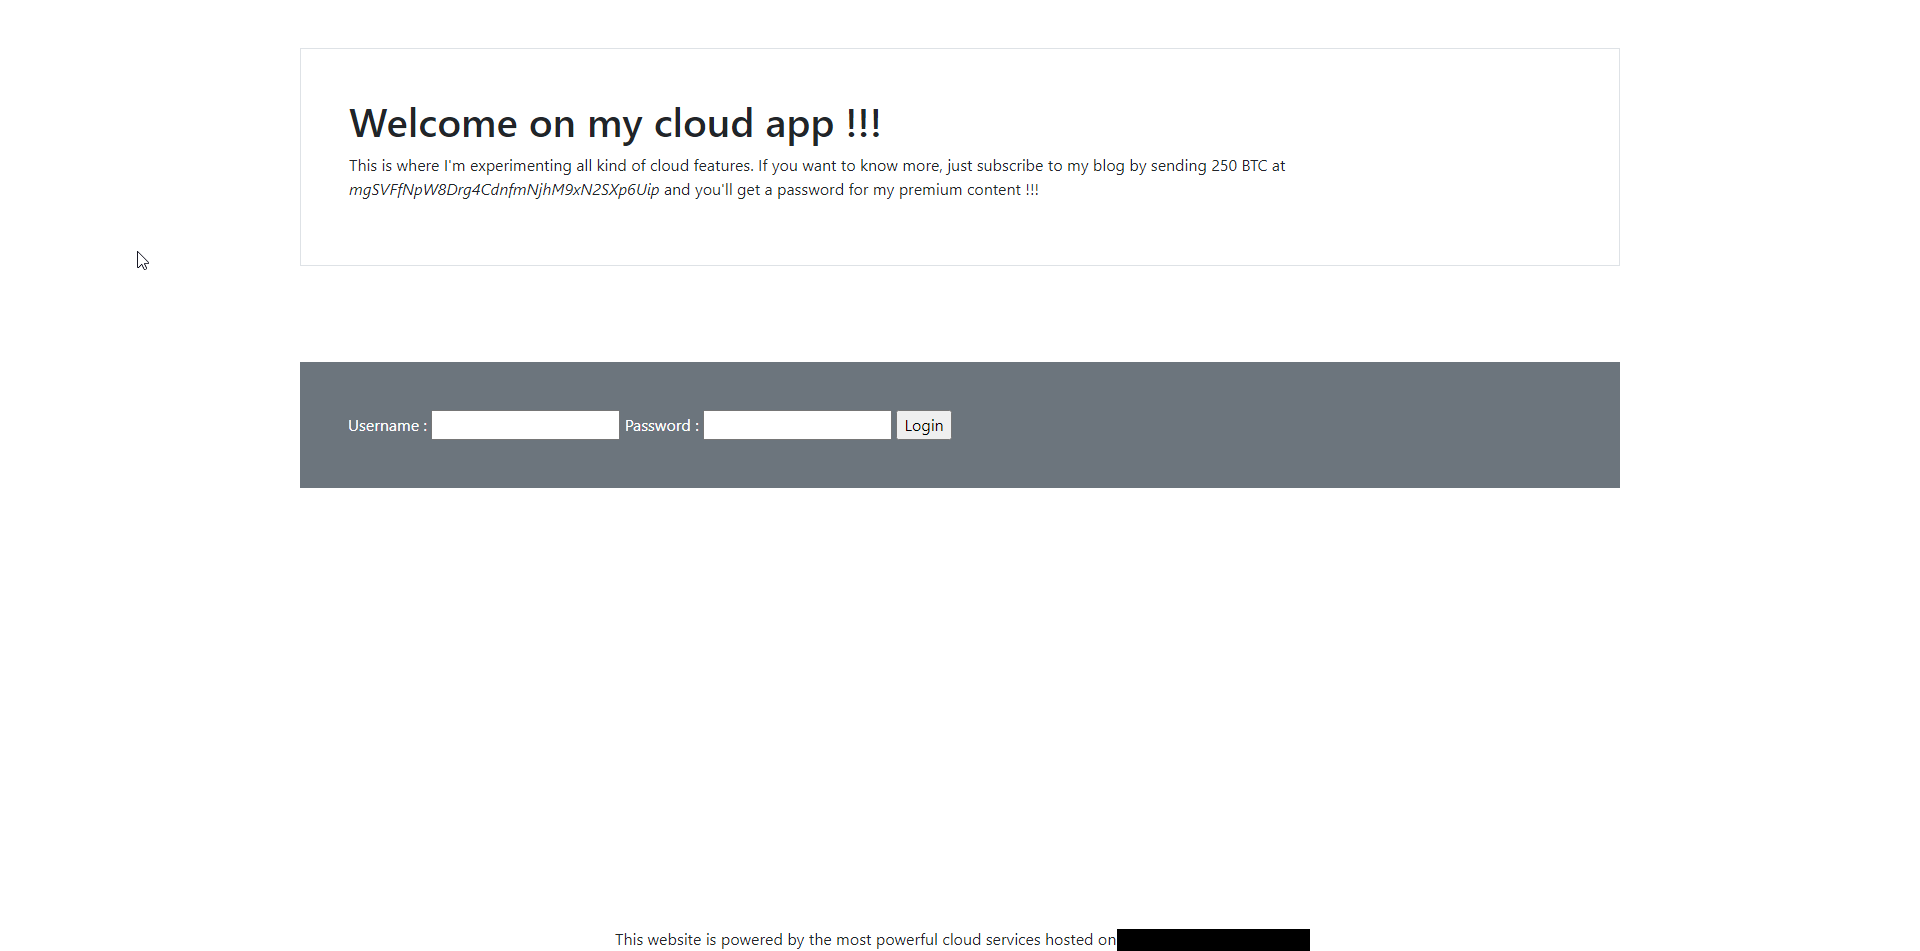 Welcome on my cloud app !!!
This is where I'm experimenting all kind of cloud features. If you want to know more, just subscribe to my blog by sending 250 BTC at
mgSVFfNpW8Drg4CdnfmNjhM9xN2SXp6Uip and you'll get a password for my premium content !!!
Username : Password : Login
This website is powered by the most powerful cloud services hosted on